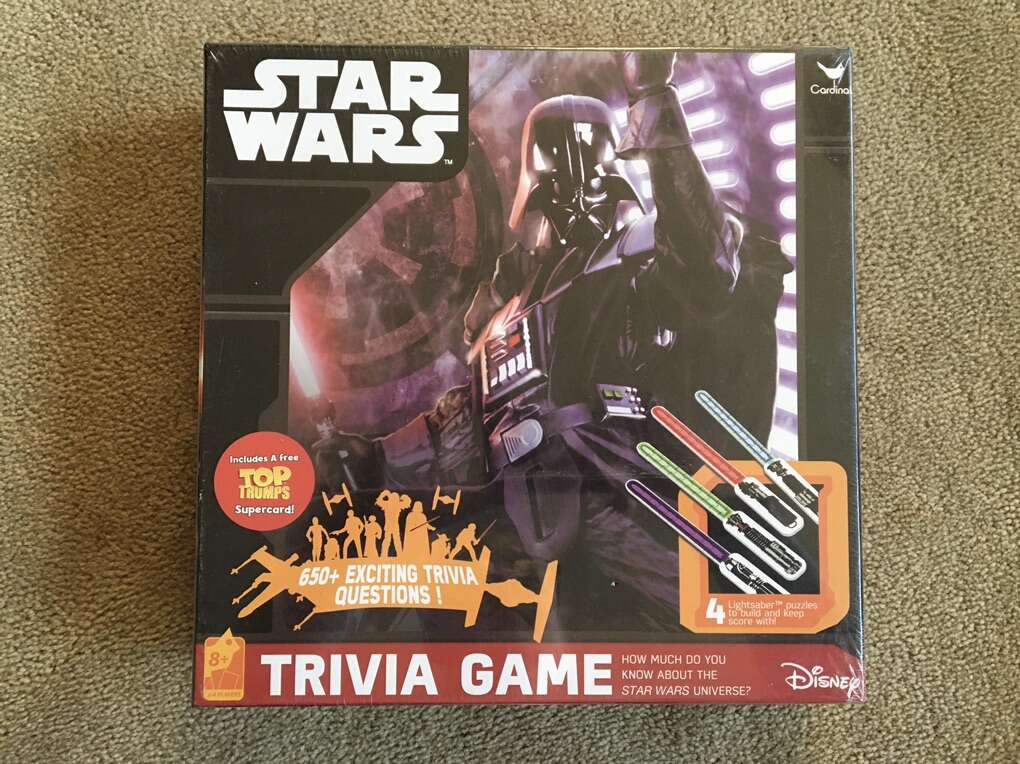 STAR
WARS
TM
Cardinal
Includes A free
TOP
TRUMPS
Supercard!
650+ EXCITING TRIVIA
QUESTIONS !
4
Lightsaber™ puzzles
to build and keep
score with!
8+
TRIVIA GAME
HOW MUCH DO YOU
KNOW ABOUT THE
STAR WARS UNIVERSE?
DISNEY